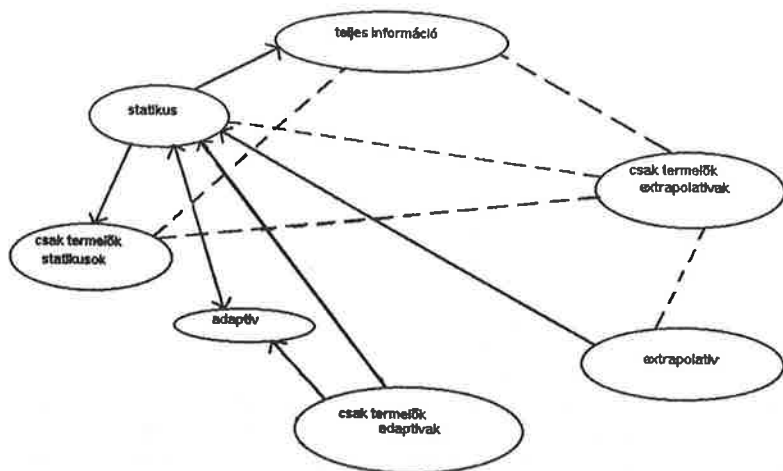 teljes információ
statikus
csak termelők
extrapolatívak
csak termelők
statikusok
adaptív
extrapolatív
csak termelők
adaptívak